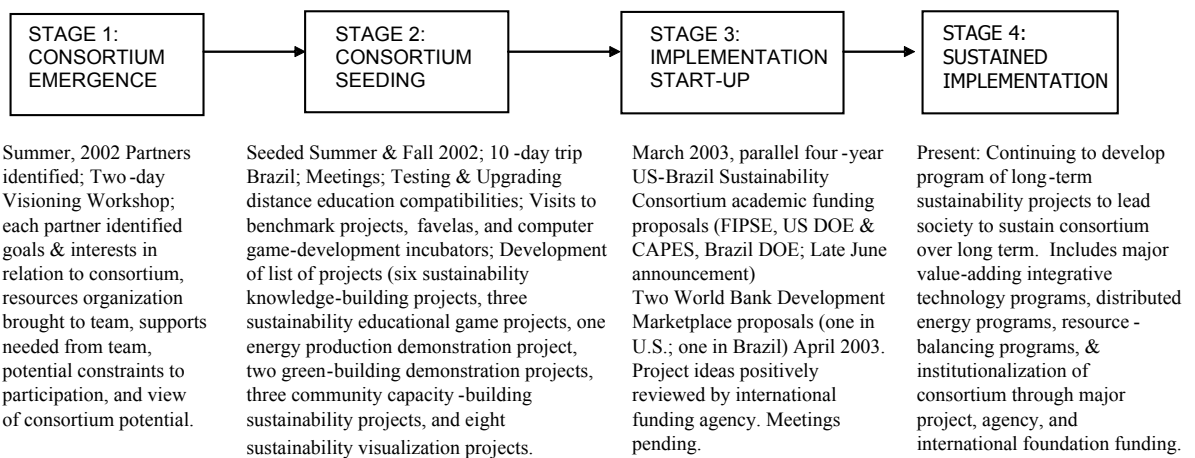 STAGE 1:
CONSORTIUM
EMERGENCE
STAGE 2:
CONSORTIUM
SEEDING
STAGE 3:
IMPLEMENTATION
START-UP
STAGE 4:
SUSTAINED
IMPLEMENTATION
Summer, 2002 Partners
identified; Two-day
Visioning Workshop;
each partner identified
goals & interests in
relation to consortium,
resources organization
brought to team, supports
needed from team,
potential constraints to
participation, and view
of consortium potential.
Seeded Summer & Fall 2002; 10 -day trip
Brazil; Meetings; Testing & Upgrading
distance education compatibilities; Visits to
benchmark projects, favelas, and computer
game-development incubators; Development
of list of projects (six sustainability
knowledge-building projects, three
sustainability educational game projects, one
energy production demonstration project,
two green-building demonstration projects,
three community capacity -building
sustainability projects, and eight
sustainability visualization projects.
March 2003, parallel four -year
US-Brazil Sustainability
Consortium academic funding
proposals (FIPSE, US DOE &
CAPES, Brazil DOE; Late June
announcement)
Two World Bank Development
Marketplace proposals (one in
U.S.; one in Brazil) April 2003.
Project ideas positively
reviewed by international
funding agency. Meetings
pending.
Present: Continuing to develop
program of long-term
sustainability projects to lead
society to sustain consortium
over long term. Includes major
value-adding integrative
technology programs, distributed
energy programs, resource -
balancing programs, &
institutionalization of
consortium through major
project, agency, and
international foundation funding.